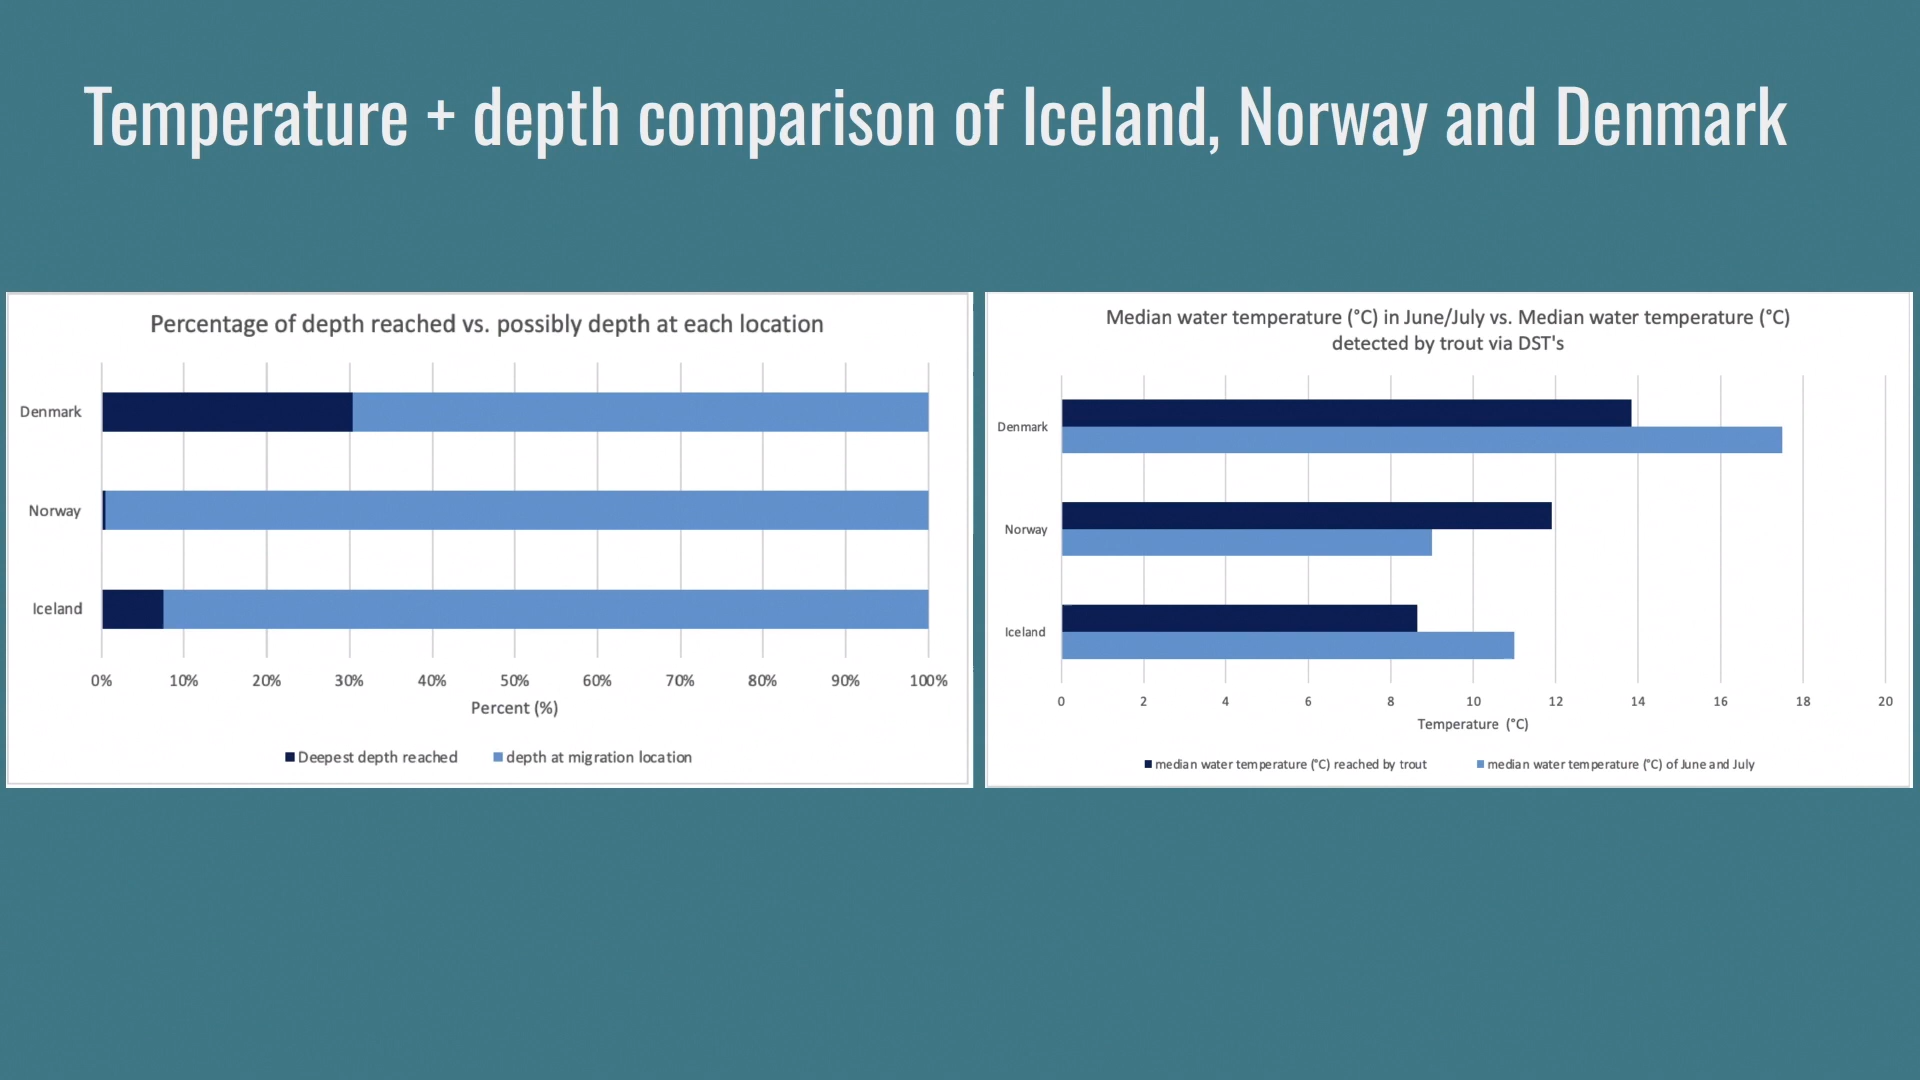 Temperature + depth comparison of Iceland, Norway and Denmark
Percentage of depth reached vs. possibly depth at each location
Denmark
Norway
Iceland
0% 10% 20% 30% 40% 50% 60% 70% 80% 90% 100%
Percent (%)
Deepest depth reached depth at migration location
Median water temperature (°C) in June/July vs. Median water temperature (°C)
detected by trout via DST's
Denmark
Norway
Iceland
0 2 4 6 8 10 12 14 16 18 20
Temperature (°C)
median water temperature (°C) reached by trout median water temperature (°C) of June and July